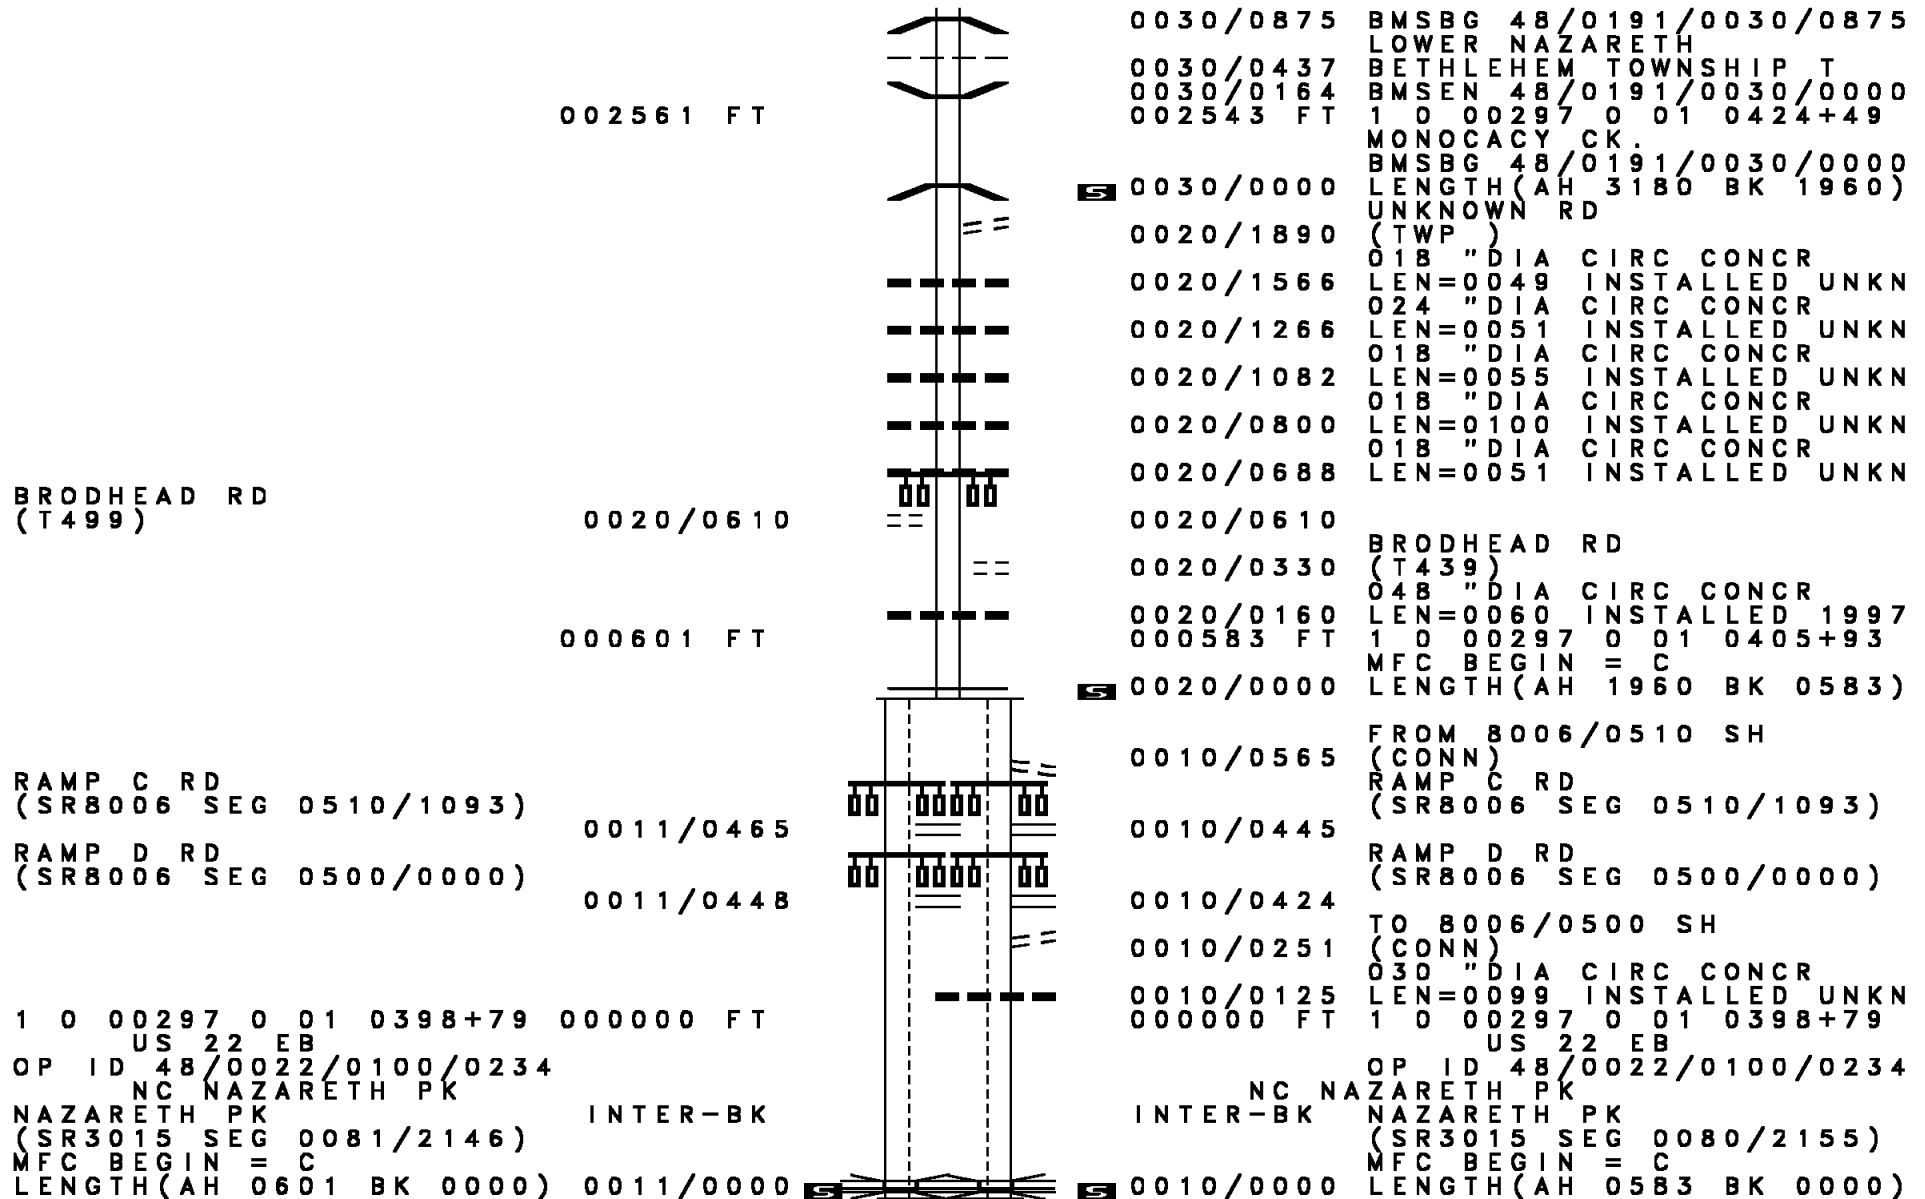 0030/0875 BMSBG 48/0191/0030/0875
LOWER NAZARETH
0030/0437 BETHLEHEM TOWNSHIP T
0030/0164 BMSEN 48/0191/0030/0000
002561 FT 002543 FT 1 0 00297 0 01 0424+49
MONOCACY CK.
BMSBG 48/0191/0030/0000
S 0030/0000 LENGTH(AH 3180 BK 1960)
UNKNOWN RD
0020/1890 (TWP )
018 "DIA CIRC CONCR
0020/1566 LEN=0049 INSTALLED UNKN
024 "DIA CIRC CONCR
0020/1266 LEN=0051 INSTALLED UNKN
018 "DIA CIRC CONCR
0020/1082 LEN=0055 INSTALLED UNKN
018 "DIA CIRC CONCR
0020/0800 LEN=0100 INSTALLED UNKN
018 "DIA CIRC CONCR
0020/0688 LEN=0051 INSTALLED UNKN
BRODHEAD RD
(T499) 0020/0610 0020/0610
BRODHEAD RD
0020/0330 (T439)
048 "DIA CIRC CONCR
0020/0160 LEN=0060 INSTALLED 1997
000601 FT 000583 FT 1 0 00297 0 01 0405+93
MFC BEGIN = C
S 0020/0000 LENGTH(AH 1960 BK 0583)
FROM 8006/0510 SH
0010/0565 (CONN)
RAMP C RD RAMP C RD
(SR8006 SEG 0510/1093) (SR8006 SEG 0510/1093)
0011/0465 0010/0445
RAMP D RD RAMP D RD
(SR8006 SEG 0500/0000) (SR8006 SEG 0500/0000)
0011/0448 0010/0424
TO 8006/0500 SH
0010/0251 (CONN)
030 "DIA CIRC CONCR
0010/0125 LEN=0099 INSTALLED UNKN
1 0 00297 0 01 0398+79 000000 FT 000000 FT 1 0 00297 0 01 0398+79
US 22 EB US 22 EB
OP ID 48/0022/0100/0234 OP ID 48/0022/0100/0234
NC NAZARETH PK NC NAZARETH PK
NAZARETH PK INTER-BK INTER-BK NAZARETH PK
(SR3015 SEG 0081/2146) (SR3015 SEG 0080/2155)
MFC BEGIN = C MFC BEGIN = C
LENGTH(AH 0601 BK 0000) 0011/0000 S S 0010/0000 LENGTH(AH 0583 BK 0000)